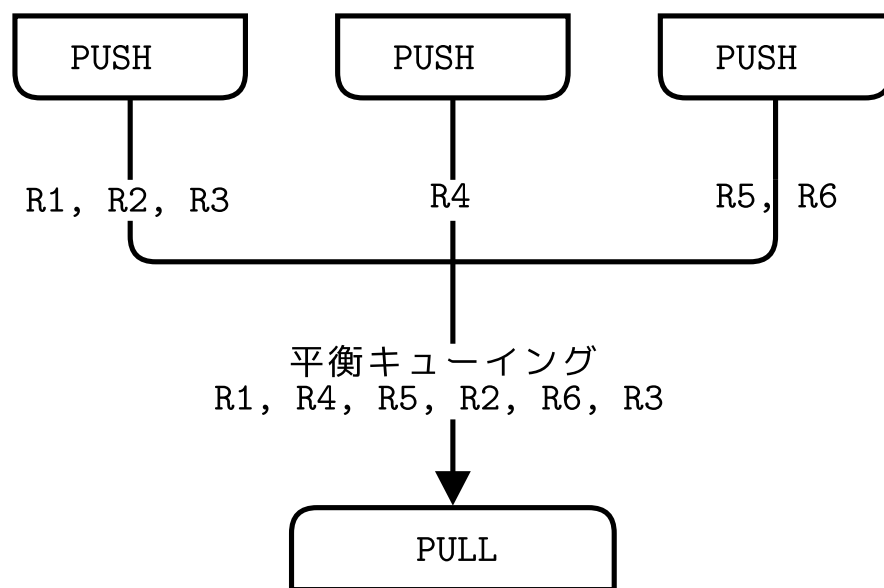 PUSH PUSH PUSH
R1, R2, R3 R4 R5, R6
平衡キューイング
R1, R4, R5, R2, R6, R3
PULL